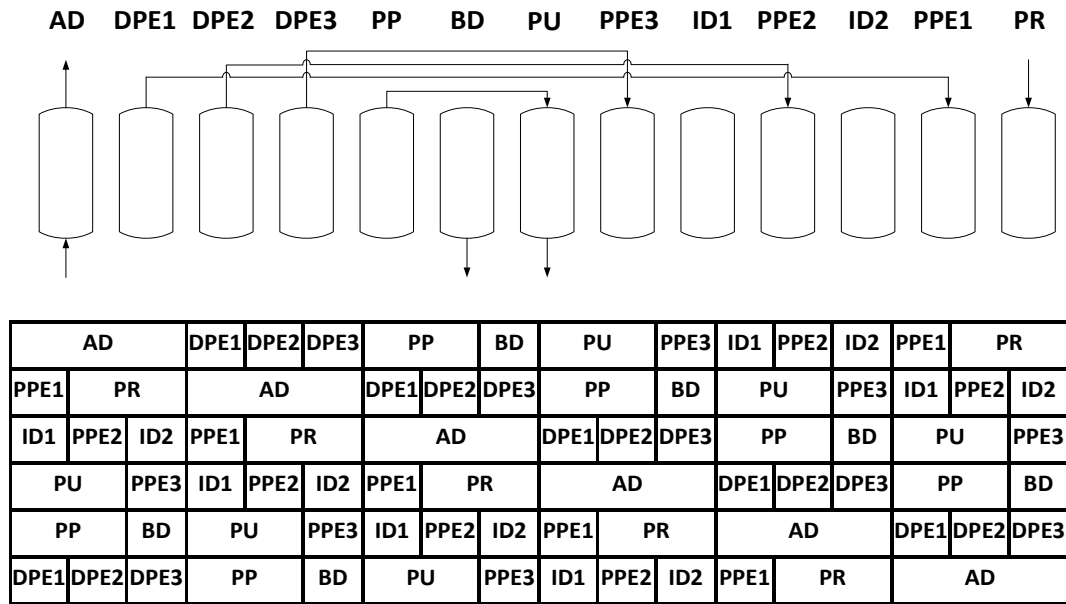 AD DPE1 DPE2 DPE3 PP BD PU PPE3 ID1 PPE2 ID2 PPE1 PR
AD DPE1 DPE2 DPE3 PP BD PU PPE3 ID1 PPE2 ID2 PPE1 PR
PPE1 PR AD DPE1 DPE2 DPE3 PP BD PU PPE3 ID1 PPE2 ID2
ID1 PPE2 ID2 PPE1 PR AD DPE1 DPE2 DPE3 PP BD PU PPE3
PU PPE3 ID1 PPE2 ID2 PPE1 PR AD DPE1 DPE2 DPE3 PP BD
PP BD PU PPE3 ID1 PPE2 ID2 PPE1 PR AD DPE1 DPE2 DPE3
DPE1 DPE2 DPE3 PP BD PU PPE3 ID1 PPE2 ID2 PPE1 PR AD